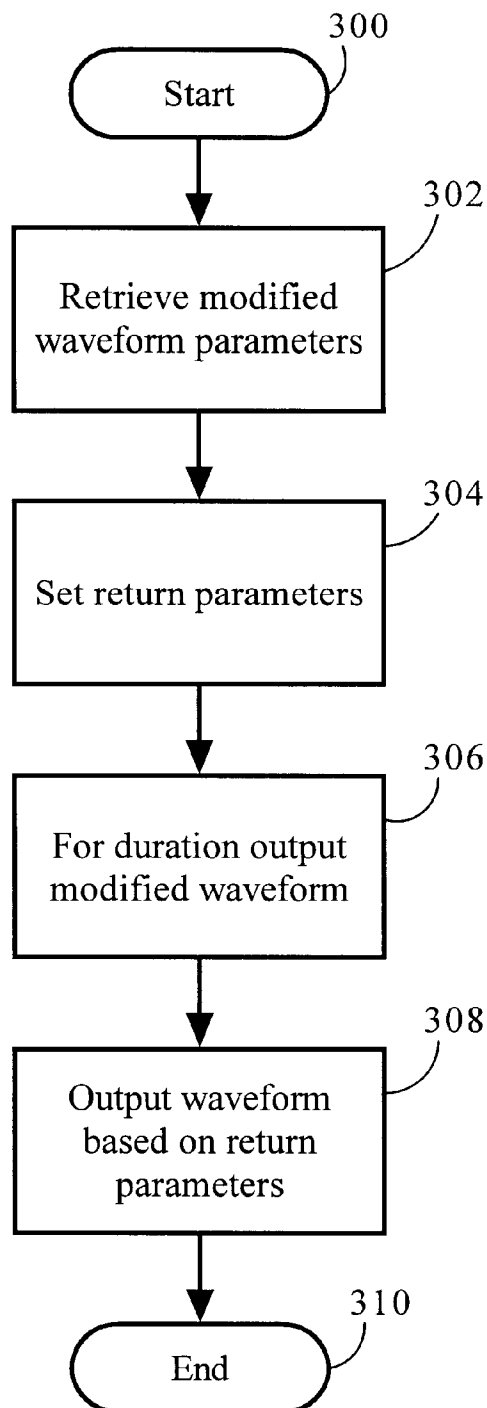 300
Start
302
Retrieve modified
waveform parameters
304
Set return parameters
306
For duration output
modified waveform
308
Output waveform
based on return
parameters
310
End